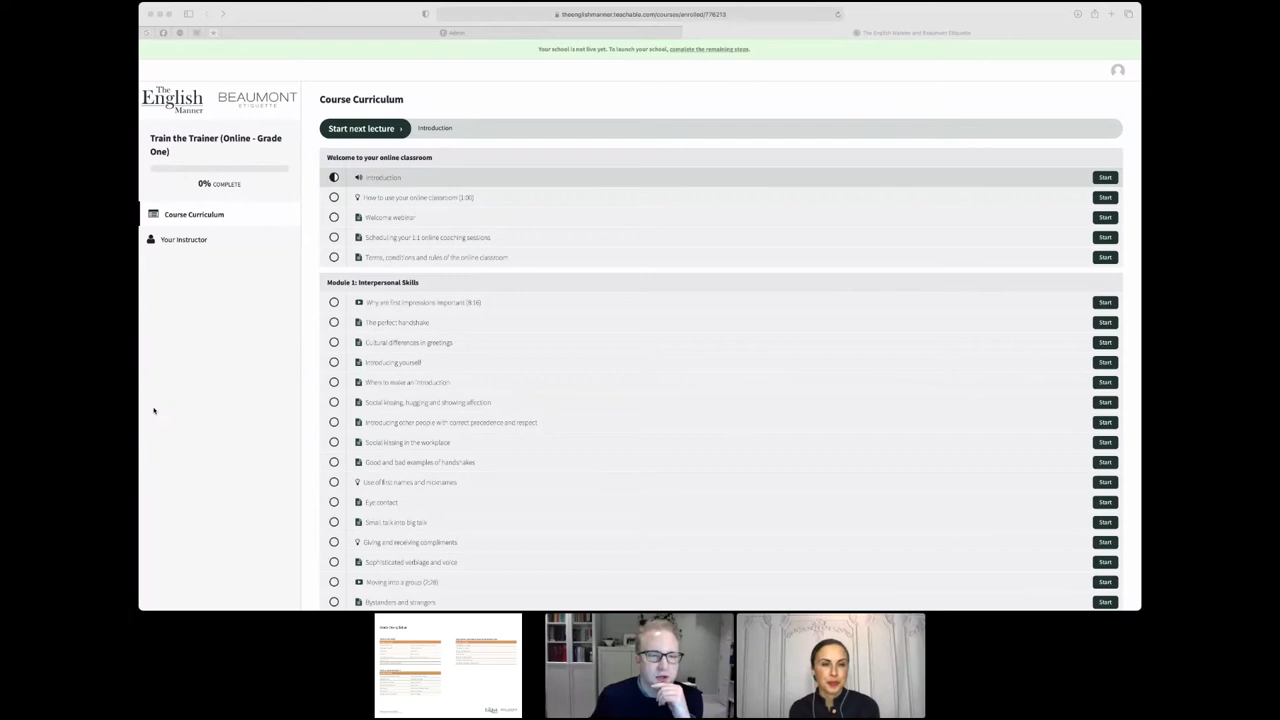 theenglishmanner.teachable.com/courses/enrolled/776213
Admin
The English Manner and Beaumont Etiquette
Your school is not live yet. To launch your school, complete the remaining steps.
The
English
Manner
BEAUMONT
ETIQUETTE
Train the Trainer (Online - Grade
One)
0% COMPLETE
Course Curriculum
Your Instructor
Course Curriculum
Start next lecture ›
Introduction
Welcome to your online classroom
Introduction
Start
How to use your online classroom (1:00)
Start
Welcome webinar
Start
Scheduling your 1:1 online coaching sessions
Start
Terms, conditions and rules of the online classroom
Start
Module 1: Interpersonal Skills
Why are first impressions important (8:16)
Start
The perfect handshake
Start
Cultural differences in greetings
Start
Introducing yourself
Start
When to make an introduction
Start
Social kissing, hugging and showing affection
Start
Introducing other people with correct precedence and respect
Start
Social kissing in the workplace
Start
Good and bad examples of handshakes
Start
Use of first names and nicknames
Start
Eye contact
Start
Small talk into big talk
Start
Giving and receiving compliments
Start
Sophisticated verbiage and voice
Start
Moving into a group (2:28)
Start
Bystanders and strangers
Start